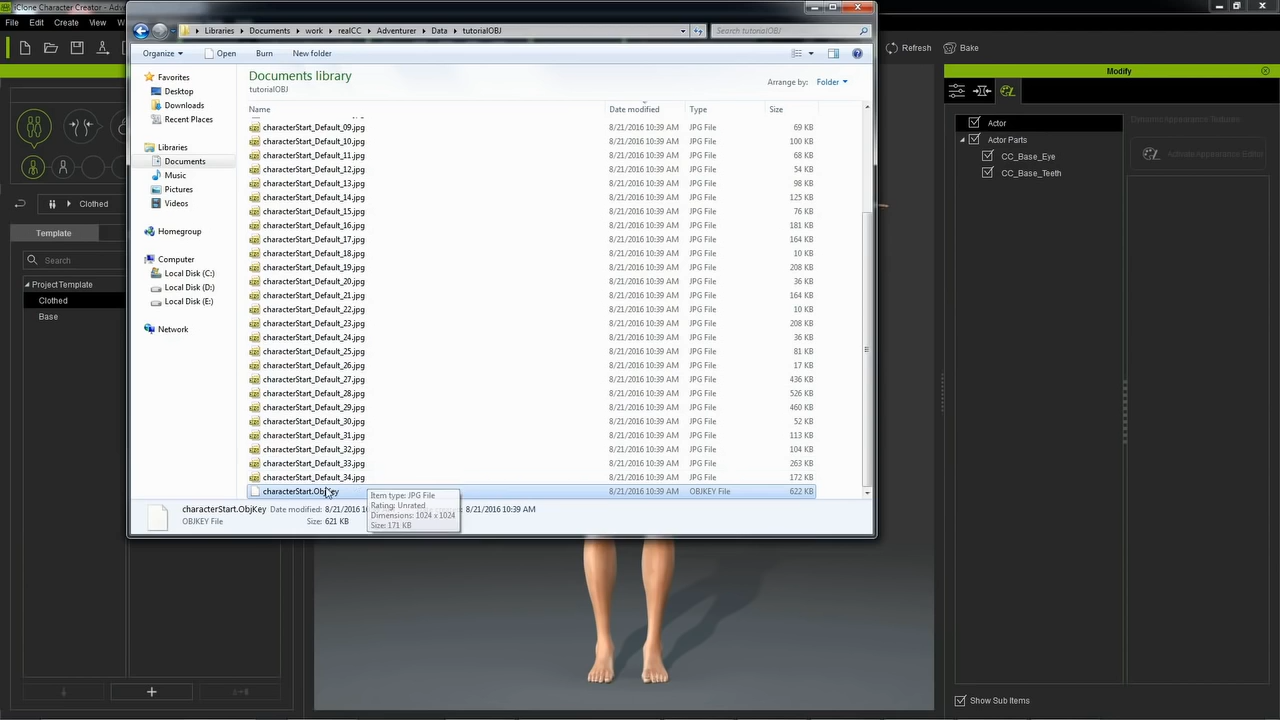 iClone Character Creator - Adve
File Edit Create View
Libraries Documents work realCC Adventurer Data tutorialOBJ
Search tutorialOBJ
Organize Open Burn New folder
Refresh Bake
Documents library
tutorialOBJ
Arrange by: Folder
Modify
Favorites
Desktop
Downloads
Recent Places
Libraries
Documents
Music
Pictures
Videos
Homegroup
Computer
Local Disk (C:)
Local Disk (D:)
Local Disk (E:)
Network
Name Date modified Type Size
characterStart_Default_09.jpg 8/21/2016 10:39 AM JPG File 69 KB
characterStart_Default_10.jpg 8/21/2016 10:39 AM JPG File 100 KB
characterStart_Default_11.jpg 8/21/2016 10:39 AM JPG File 68 KB
characterStart_Default_12.jpg 8/21/2016 10:39 AM JPG File 54 KB
characterStart_Default_13.jpg 8/21/2016 10:39 AM JPG File 98 KB
characterStart_Default_14.jpg 8/21/2016 10:39 AM JPG File 125 KB
characterStart_Default_15.jpg 8/21/2016 10:39 AM JPG File 76 KB
characterStart_Default_16.jpg 8/21/2016 10:39 AM JPG File 181 KB
characterStart_Default_17.jpg 8/21/2016 10:39 AM JPG File 164 KB
characterStart_Default_18.jpg 8/21/2016 10:39 AM JPG File 10 KB
characterStart_Default_19.jpg 8/21/2016 10:39 AM JPG File 208 KB
characterStart_Default_20.jpg 8/21/2016 10:39 AM JPG File 36 KB
characterStart_Default_21.jpg 8/21/2016 10:39 AM JPG File 164 KB
characterStart_Default_22.jpg 8/21/2016 10:39 AM JPG File 10 KB
characterStart_Default_23.jpg 8/21/2016 10:39 AM JPG File 208 KB
characterStart_Default_24.jpg 8/21/2016 10:39 AM JPG File 36 KB
characterStart_Default_25.jpg 8/21/2016 10:39 AM JPG File 81 KB
characterStart_Default_26.jpg 8/21/2016 10:39 AM JPG File 17 KB
characterStart_Default_27.jpg 8/21/2016 10:39 AM JPG File 436 KB
characterStart_Default_28.jpg 8/21/2016 10:39 AM JPG File 526 KB
characterStart_Default_29.jpg 8/21/2016 10:39 AM JPG File 460 KB
characterStart_Default_30.jpg 8/21/2016 10:39 AM JPG File 52 KB
characterStart_Default_31.jpg 8/21/2016 10:39 AM JPG File 113 KB
characterStart_Default_32.jpg 8/21/2016 10:39 AM JPG File 104 KB
characterStart_Default_33.jpg 8/21/2016 10:39 AM JPG File 263 KB
characterStart_Default_34.jpg 8/21/2016 10:39 AM JPG File 172 KB
characterStart.ObjKey 8/21/2016 10:39 AM OBJKEY File 622 KB
Item type: JPG File
Rating: Unrated
Dimensions: 1024 x 1024
Size: 171 KB
characterStart.ObjKey Date modified: 8/21/2016 10 8/21/2016 10:39 AM
OBJKEY File Size: 621 KB
Clothed
Template
Search
Project Template
Clothed
Base
Actor
Actor Parts
CC_Base_Eye
CC_Base_Teeth
Dynamic Appearance Textures
Activate Appearance Editor
Show Sub Items